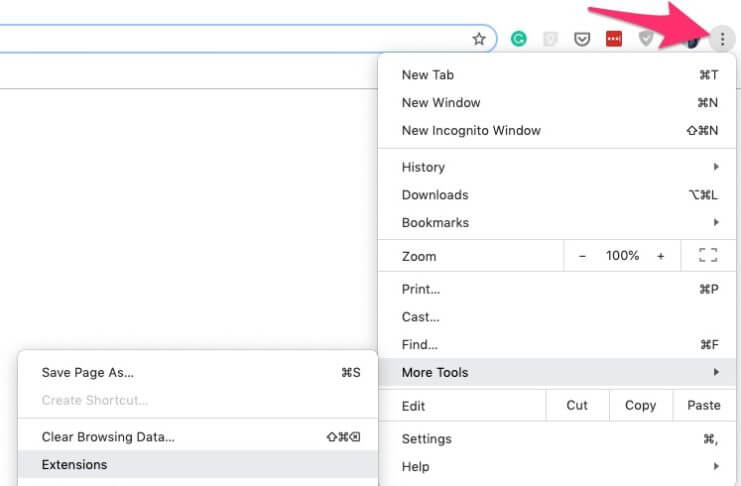 New Tab ⌘T
New Window ⌘N
New Incognito Window ⇧⌘N
History
Downloads ⌥⌘L
Bookmarks
Zoom - 100% +
Print... ⌘P
Cast...
Find... ⌘F
More Tools
Edit Cut Copy Paste
Settings ⌘,
Help
Save Page As... ⌘S
Create Shortcut...
Clear Browsing Data... ⇧⌘⌫
Extensions